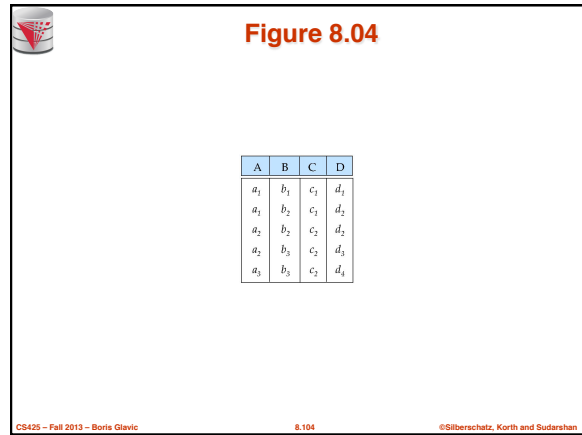 Figure 8.04
A B C D
a₁ b₁ c₁ d₁
a₁ b₂ c₁ d₂
a₂ b₂ c₂ d₂
a₂ b₃ c₂ d₃
a₃ b₃ c₂ d₄
CS425 – Fall 2013 – Boris Glavic 8.104 ©Silberschatz, Korth and Sudarshan